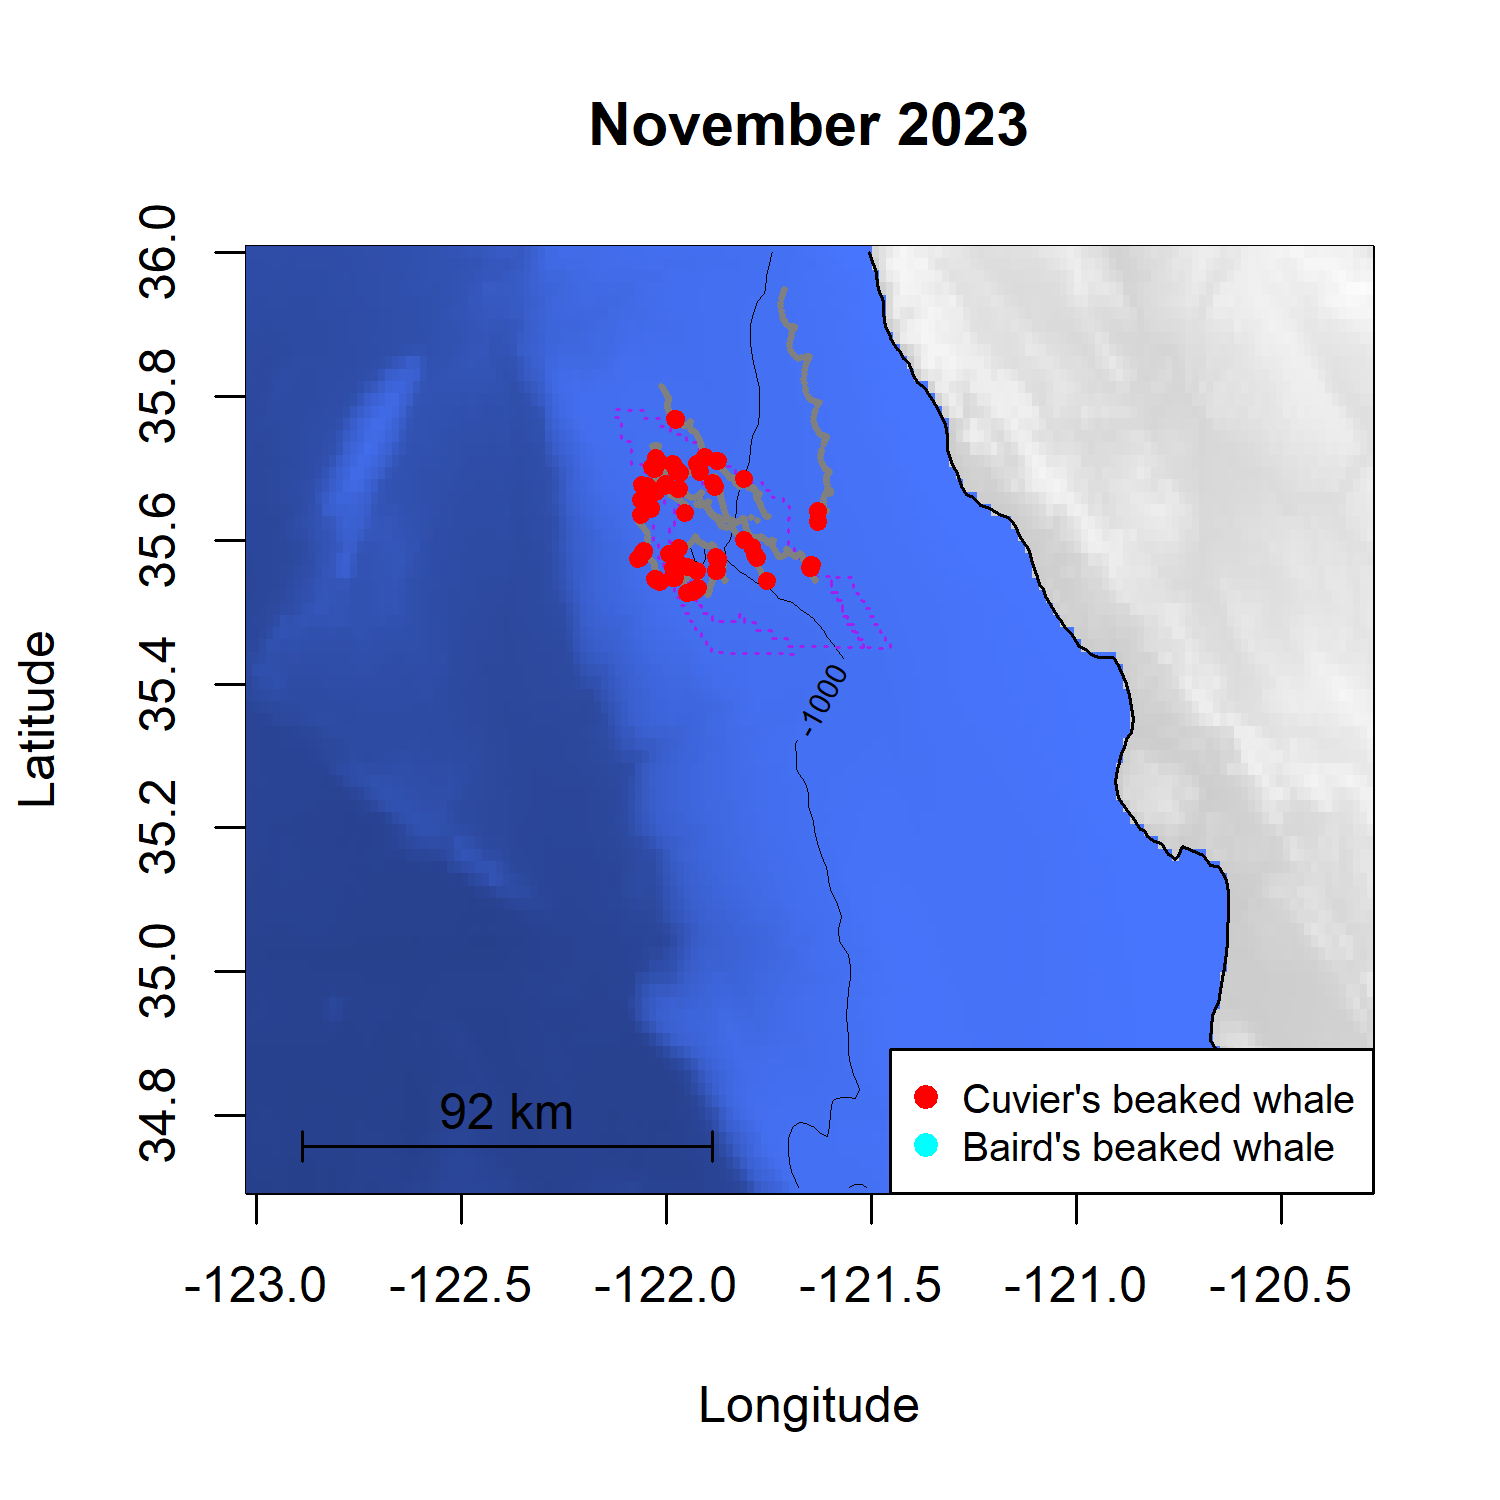 November 2023
36.0
35.8
35.6
35.4
35.2
35.0
34.8
Latitude
-1000
92 km
Cuvier's beaked whale
Baird's beaked whale
-123.0 -122.5 -122.0 -121.5 -121.0 -120.5
Longitude